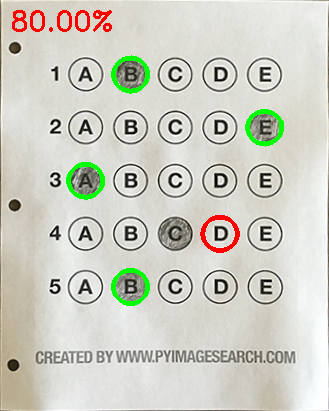 80.00%
1 A B C D E
2 A B C D E
3 A B C D E
4 A B C D E
5 A B C D E
CREATED BY WWW.PYIMAGESEARCH.COM